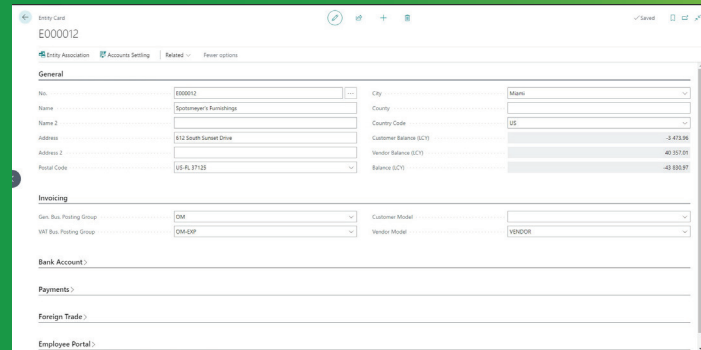 Entity Card
✓ Saved
E000012
Entity Association Accounts Settling Related Fewer options
General
No. E000012 ... City Miami
Name Spotsmeyer's Furnishings County
Name 2 Country Code US
Address 612 South Sunset Drive Customer Balance (LCY) -3 473,96
Address 2 Vendor Balance (LCY) 40 357,01
Postal Code US-FL 37125 Balance (LCY) -43 830,97
Invoicing
Gen. Bus. Posting Group OM Customer Model
VAT Bus. Posting Group OM-EXP Vendor Model VENDOR
Bank Account >
Payments >
Foreign Trade >
Employee Portal >